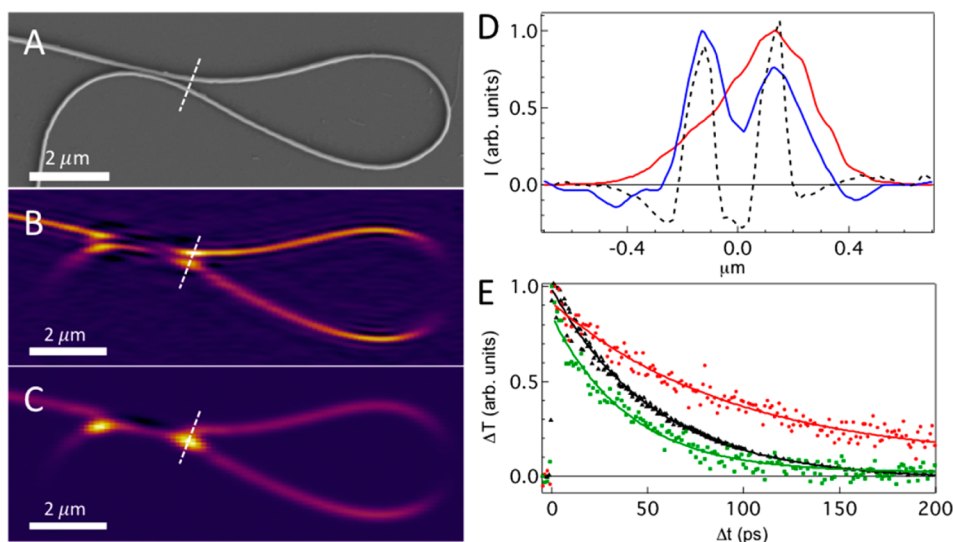 A
2 μm
B
2 μm
C
2 μm
D
I (arb. units)
1.0
0.5
0.0
-0.4
0.0
0.4
μm
E
ΔT (arb. units)
1.0
0.5
0.0
0
50
100
150
200
Δt (ps)